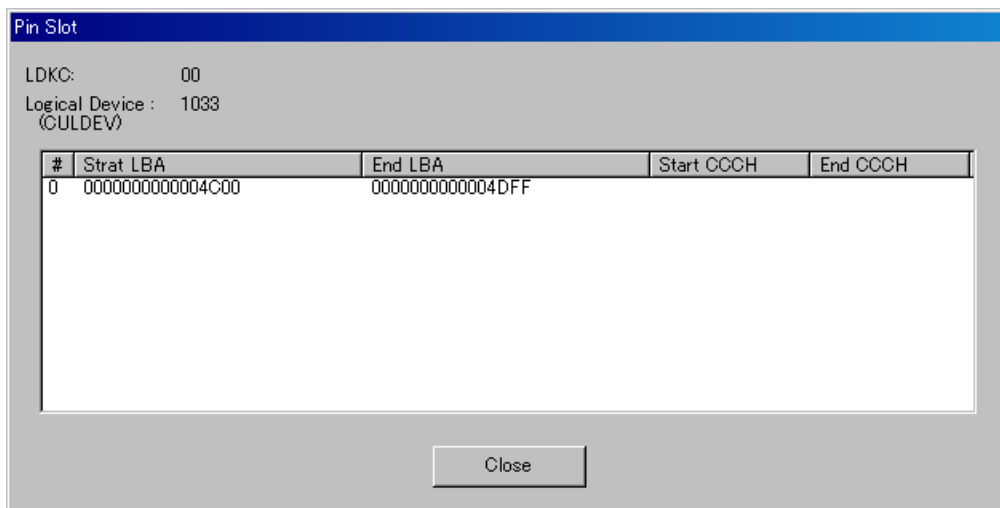 Pin Slot
LDKC: 00
Logical Device : 1033
(CULDEV)
# Strat LBA End LBA Start CCCH End CCCH
0 0000000000004C00 0000000000004DFF
Close